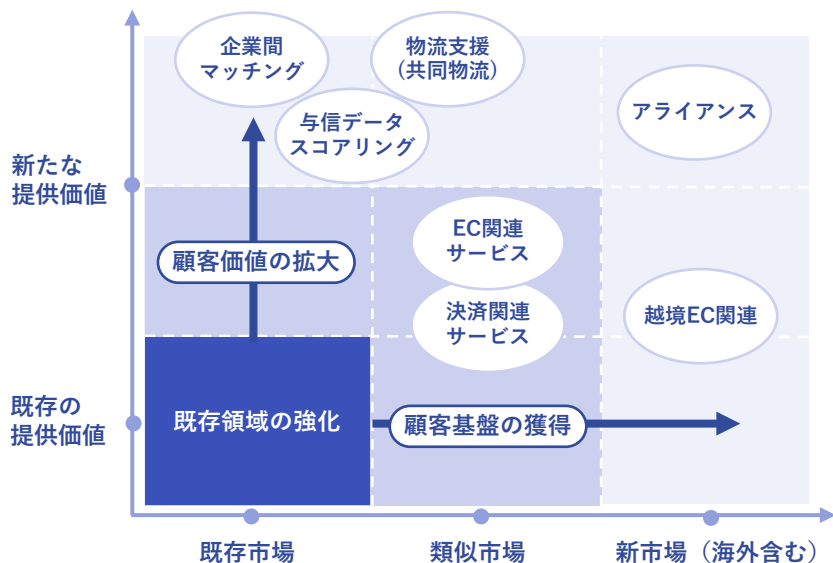 企業間
マッチング
物流支援
（共同物流）
与信データ
スコアリング
アライアンス
新たな
提供価値
顧客価値の拡大
EC関連
サービス
決済関連
サービス
越境EC関連
既存の
提供価値
既存領域の強化
顧客基盤の獲得
既存市場
類似市場
新市場（海外含む）